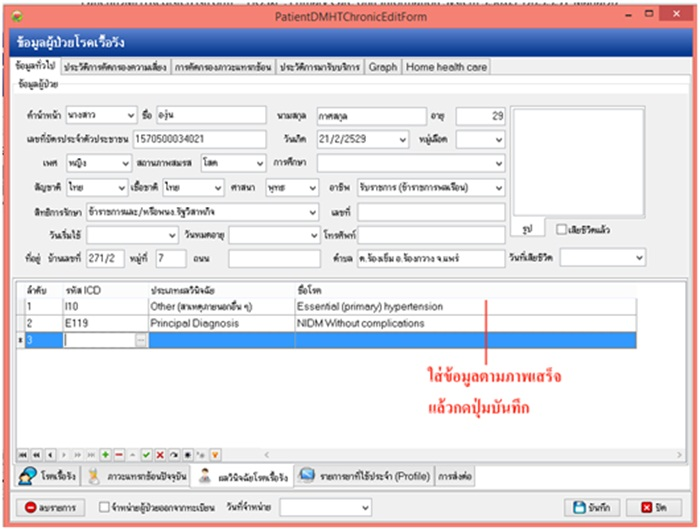 PatientDMHTChronicEditForm
ข้อมูลผู้ป่วยโรคเรื้อรัง
ข้อมูลทั่วไป ประวัติการคัดกรองความเสี่ยง การคัดกรองภาวะแทรกซ้อน ประวัติการมารับบริการ Graph Home health care
ข้อมูลผู้ป่วย
คำนำหน้า นางสาว ชื่อ อุ่น นามสกุล กาศสกุล อายุ 29
เลขที่บัตรประจำตัวประชาชน 1570500034021 วันเกิด 21/2/2529 หมู่เลือด
เพศ หญิง สถานภาพสมรส โสด การศึกษา
สัญชาติ ไทย เชื้อชาติ ไทย ศาสนา พุทธ อาชีพ รับราชการ (ข้าราชการพลเรือน)
สิทธิการรักษา ข้าราชการและ/หรือพนง.รัฐวิสาหกิจ เลขที่
วันเริ่มใช้ วันหมดอายุ โทรศัพท์ รูป เสียชีวิตแล้ว
ที่อยู่ บ้านเลขที่ 271/2 หมู่ที่ 7 ถนน ตำบล ต.ร้องเข็ม อ.ร้องกวาง จ.แพร่ วันที่เสียชีวิต
ลำดับ รหัส ICD ประเภทผลวินิจฉัย ชื่อโรค
1 I10 Other (สาเหตุภายนอกอื่น ๆ) Essential (primary) hypertension
2 E119 Principal Diagnosis NIDM Without complications
3
ใส่ข้อมูลตามภาพเสร็จ
แล้วกดปุ่มบันทึก
โรคเรื้อรัง ภาวะแทรกซ้อนปัจจุบัน ผลวินิจฉัยโรคเรื้อรัง รายการยาที่ใช้ประจำ (Profile) การส่งต่อ
ลบรายการ จำหน่ายผู้ป่วยออกจากทะเบียน วันที่จำหน่าย บันทึก ปิด